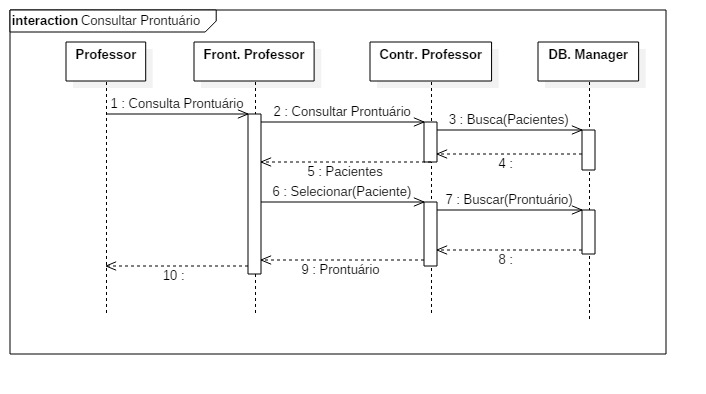 interaction Consultar Prontuário
Professor
Front. Professor
Contr. Professor
DB. Manager
1 : Consulta Prontuário
2 : Consultar Prontuário
3 : Busca(Pacientes)
4 :
5 : Pacientes
6 : Selecionar(Paciente)
7 : Buscar(Prontuário)
8 :
9 : Prontuário
10 :